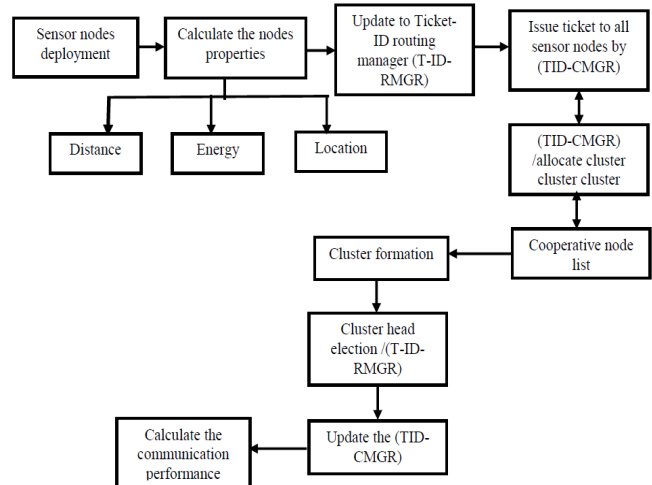 Sensor nodes
deployment
Calculate the nodes
properties
Update to Ticket-
ID routing
manager (T-ID-
RMGR)
Issue ticket to all
sensor nodes by
(TID-CMGR)
Distance
Energy
Location
(TID-CMGR)
/allocate cluster
cluster cluster
Cooperative node
list
Cluster formation
Cluster head
election /(T-ID-
RMGR)
Update the (TID-
CMGR)
Calculate the
communication
performance